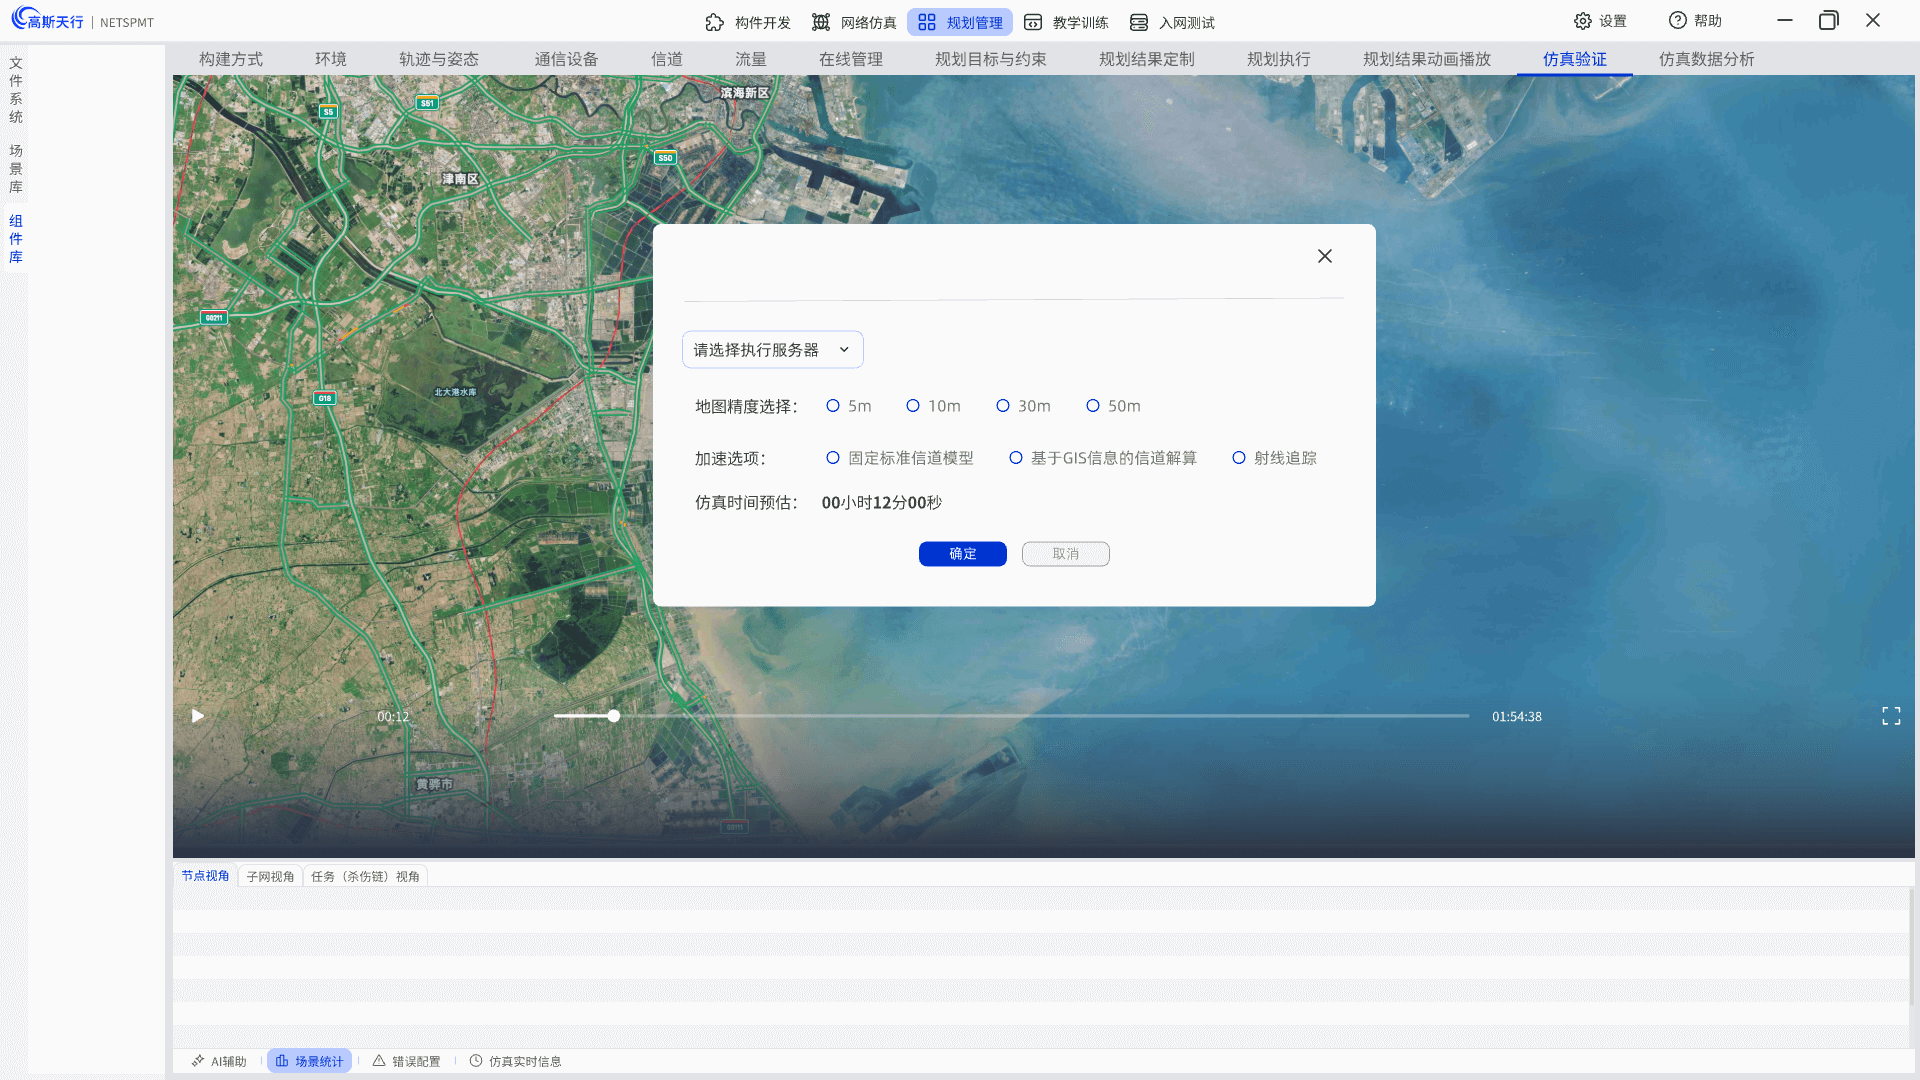 高斯天行 | NETSPMT
构件开发 网络仿真 规划管理 教学训练 入网测试
设置 帮助
构建方式 环境 轨迹与姿态 通信设备 信道 流量 在线管理 规划目标与约束 规划结果定制 规划执行 规划结果动画播放 仿真验证 仿真数据分析
文件系统
场景库
组件库
滨海新区
S51
S5
S50
津南区
G0211
北大港水库
G18
请选择执行服务器
地图精度选择： 5m 10m 30m 50m
加速选项： 固定标准信道模型 基于GIS信息的信道解算 射线追踪
仿真时间预估： 00小时12分00秒
确定 取消
00:12 01:54:38
黄骅市
节点视角 子网视角 任务（杀伤链）视角
AI辅助 场景统计 错误配置 仿真实时信息